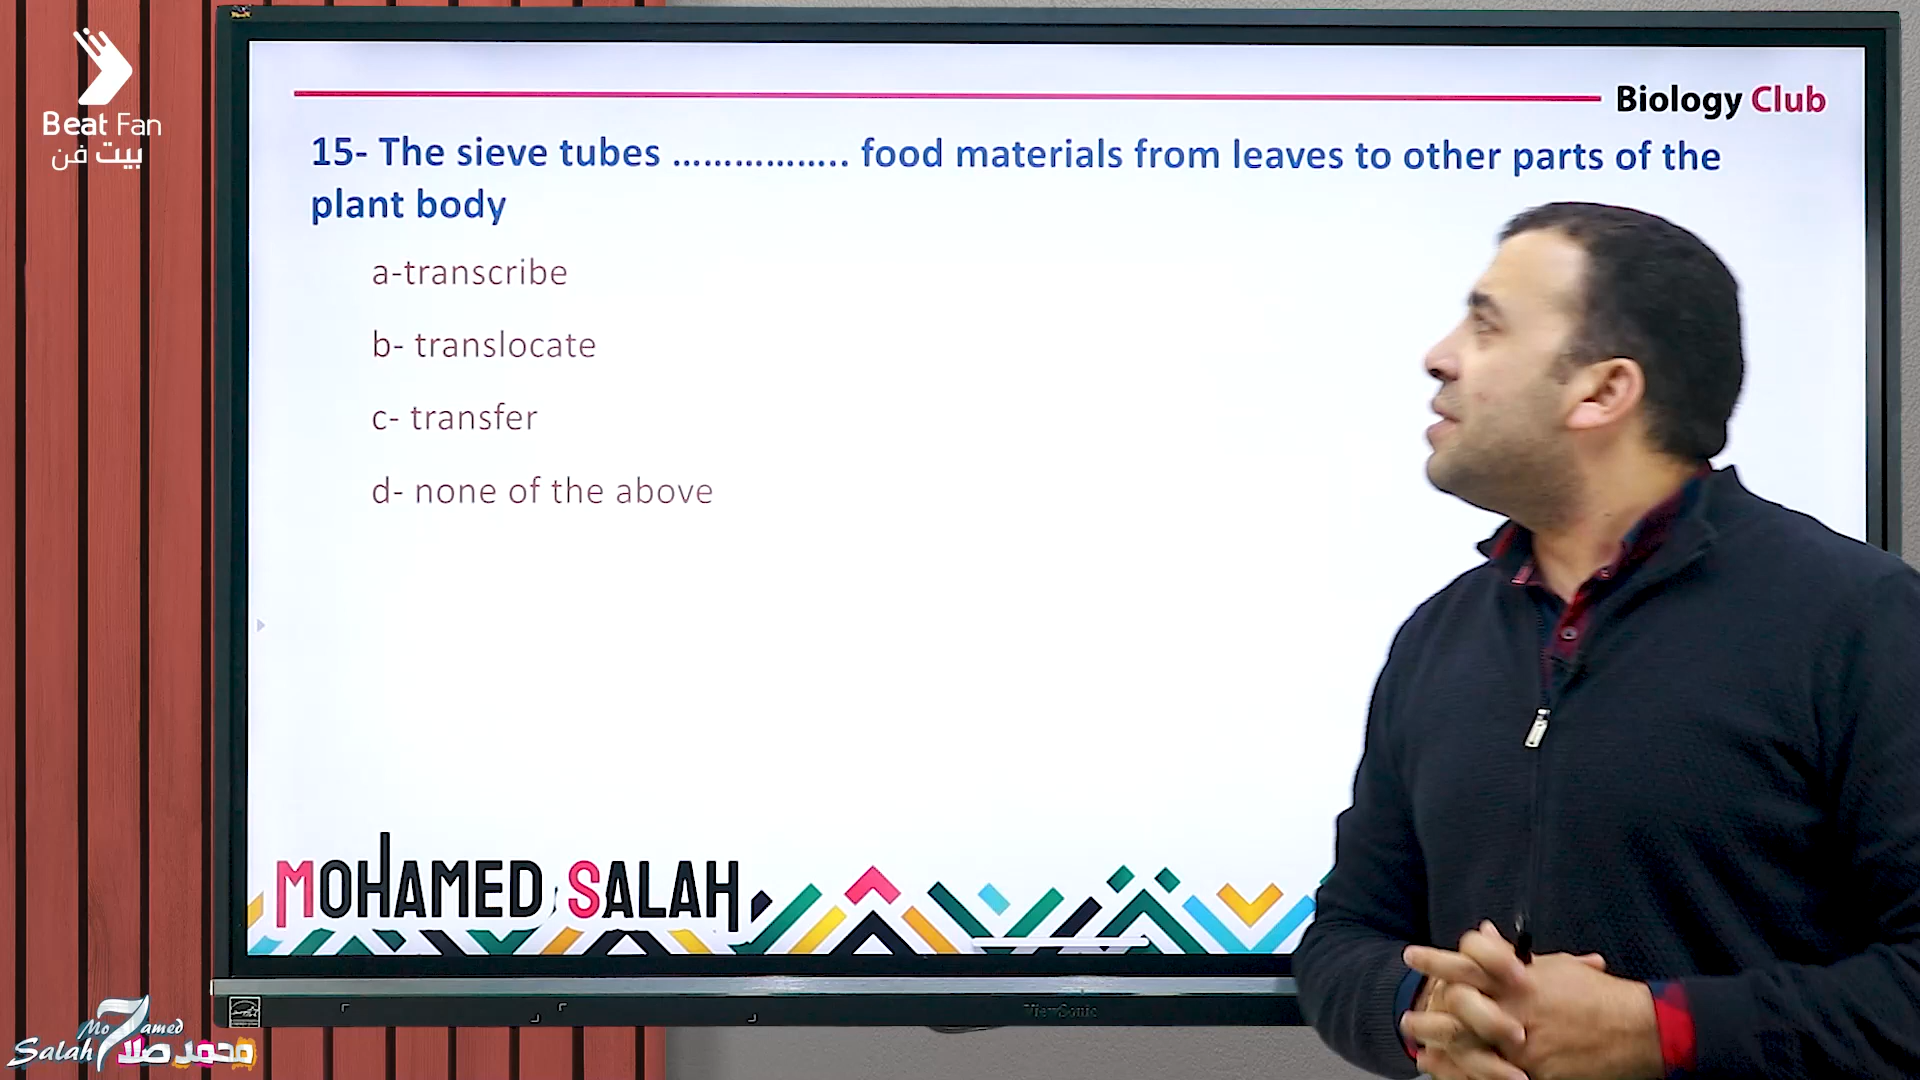 Beat Fan
بيت فن
Biology Club
15- The sieve tubes ................. food materials from leaves to other parts of the
plant body
a-transcribe
b- translocate
c- transfer
d- none of the above
MOHAMED SALAH
ViewSonic
Mo7amed
Salah
محمد صلاح